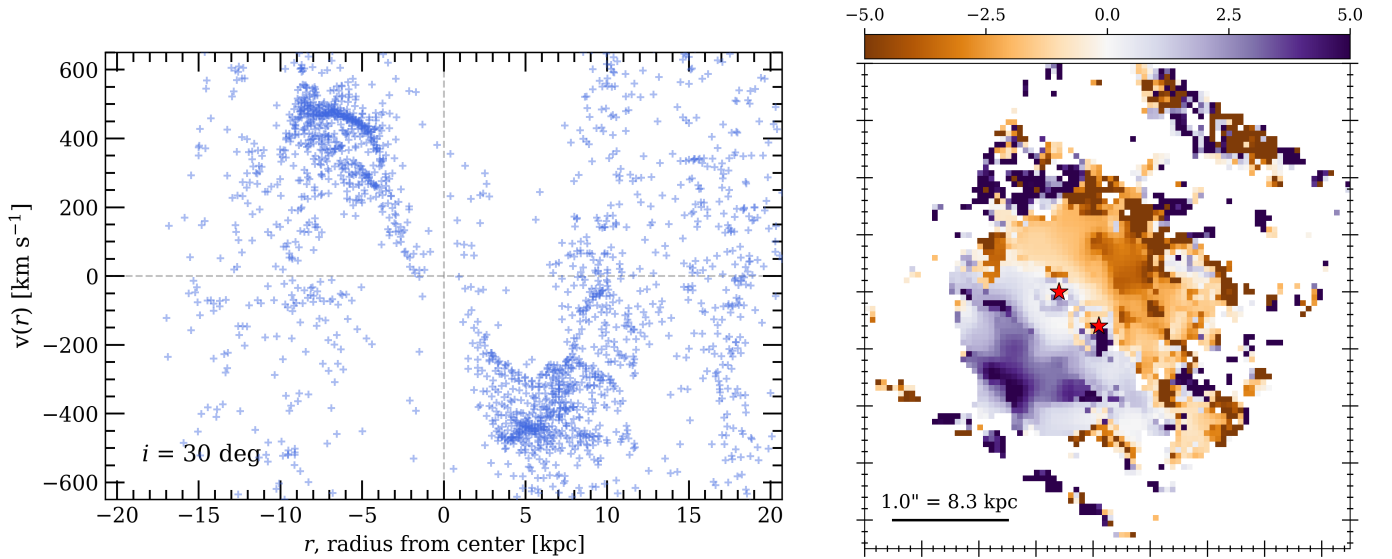 600
400
200
0
−200
−400
−600
v(r) [km s⁻¹]
i = 30 deg
−20 −15 −10 −5 0 5 10 15 20
r, radius from center [kpc]
−5.0 −2.5 0.0 2.5 5.0
1.0" = 8.3 kpc